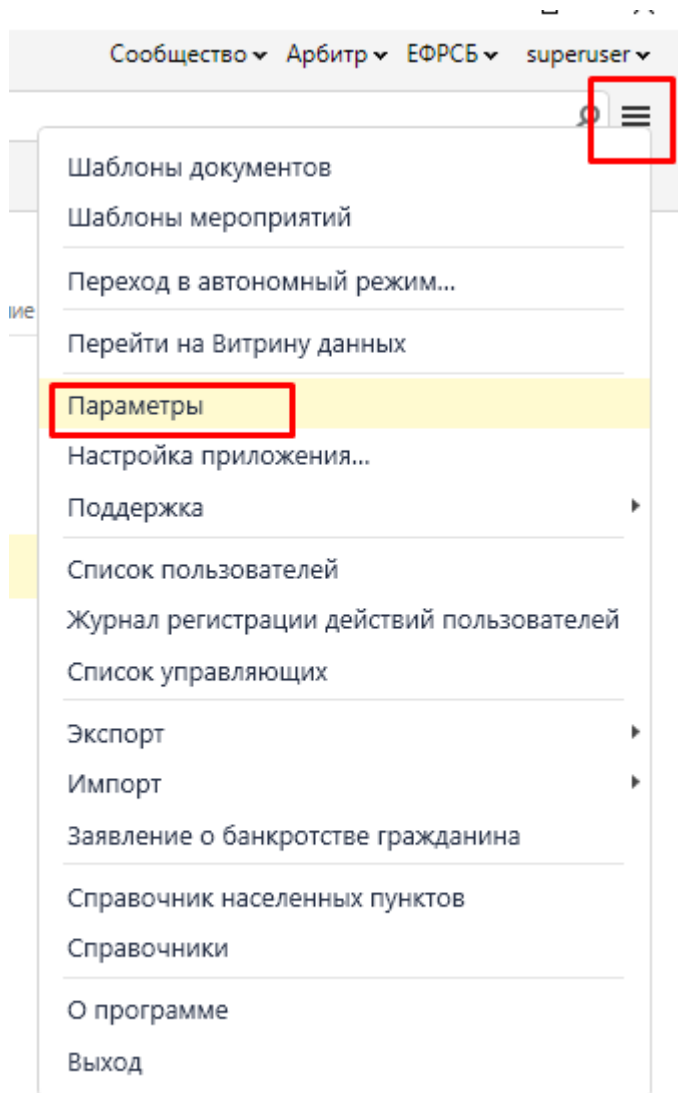 Сообщество Арбитр ЕФРСБ superuser
Шаблоны документов
Шаблоны мероприятий
Переход в автономный режим...
ие
Перейти на Витрину данных
Параметры
Настройка приложения...
Поддержка
Список пользователей
Журнал регистрации действий пользователей
Список управляющих
Экспорт
Импорт
Заявление о банкротстве гражданина
Справочник населенных пунктов
Справочники
О программе
Выход